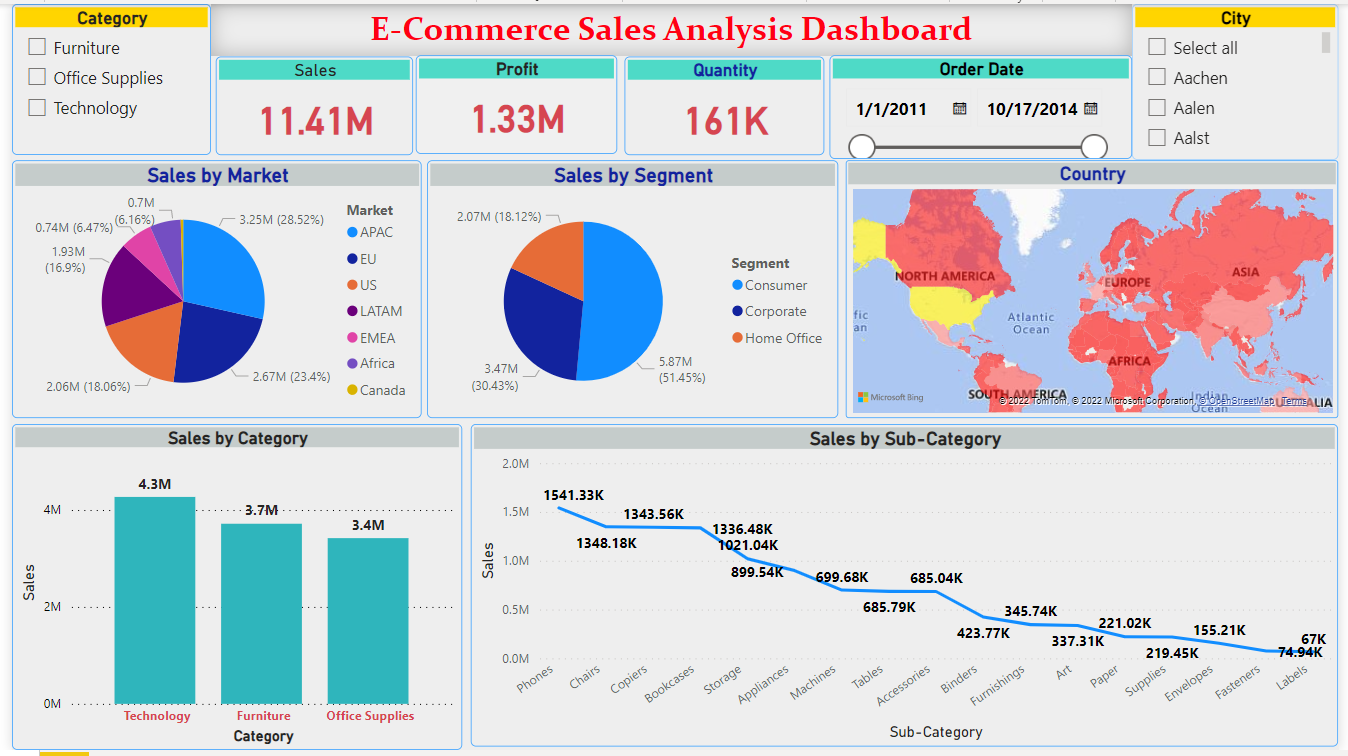 Category
Furniture
Office Supplies
Technology
E-Commerce Sales Analysis Dashboard
Sales
11.41M
Profit
1.33M
Quantity
161K
Order Date
1/1/2011
10/17/2014
City
Select all
Aachen
Aalen
Aalst
Sales by Market
0.7M
(6.16%)
0.74M (6.47%)
1.93M
(16.9%)
2.06M (18.06%)
3.25M (28.52%)
2.67M (23.4%)
Market
APAC
EU
US
LATAM
EMEA
Africa
Canada
Sales by Segment
2.07M (18.12%)
3.47M
(30.43%)
5.87M
(51.45%)
Segment
Consumer
Corporate
Home Office
Country
NORTH AMERICA
EUROPE
ASIA
fic
an
Atlantic
Ocean
AFRICA
SOUTH AMERICA
Indian
Ocean
ALIA
Microsoft Bing
© 2022 TomTom, © 2022 Microsoft Corporation, © OpenStreetMap Terms
Sales by Category
Sales
4M
2M
0M
4.3M
3.7M
3.4M
Technology
Furniture
Office Supplies
Category
Sales by Sub-Category
Sales
2.0M
1.5M
1.0M
0.5M
0.0M
1541.33K
1348.18K
1343.56K
1336.48K
1021.04K
899.54K
699.68K
685.79K
685.04K
423.77K
345.74K
337.31K
221.02K
219.45K
155.21K
74.94K
67K
Phones
Chairs
Copiers
Bookcases
Storage
Appliances
Machines
Tables
Accessories
Binders
Furnishings
Art
Paper
Supplies
Envelopes
Fasteners
Labels
Sub-Category